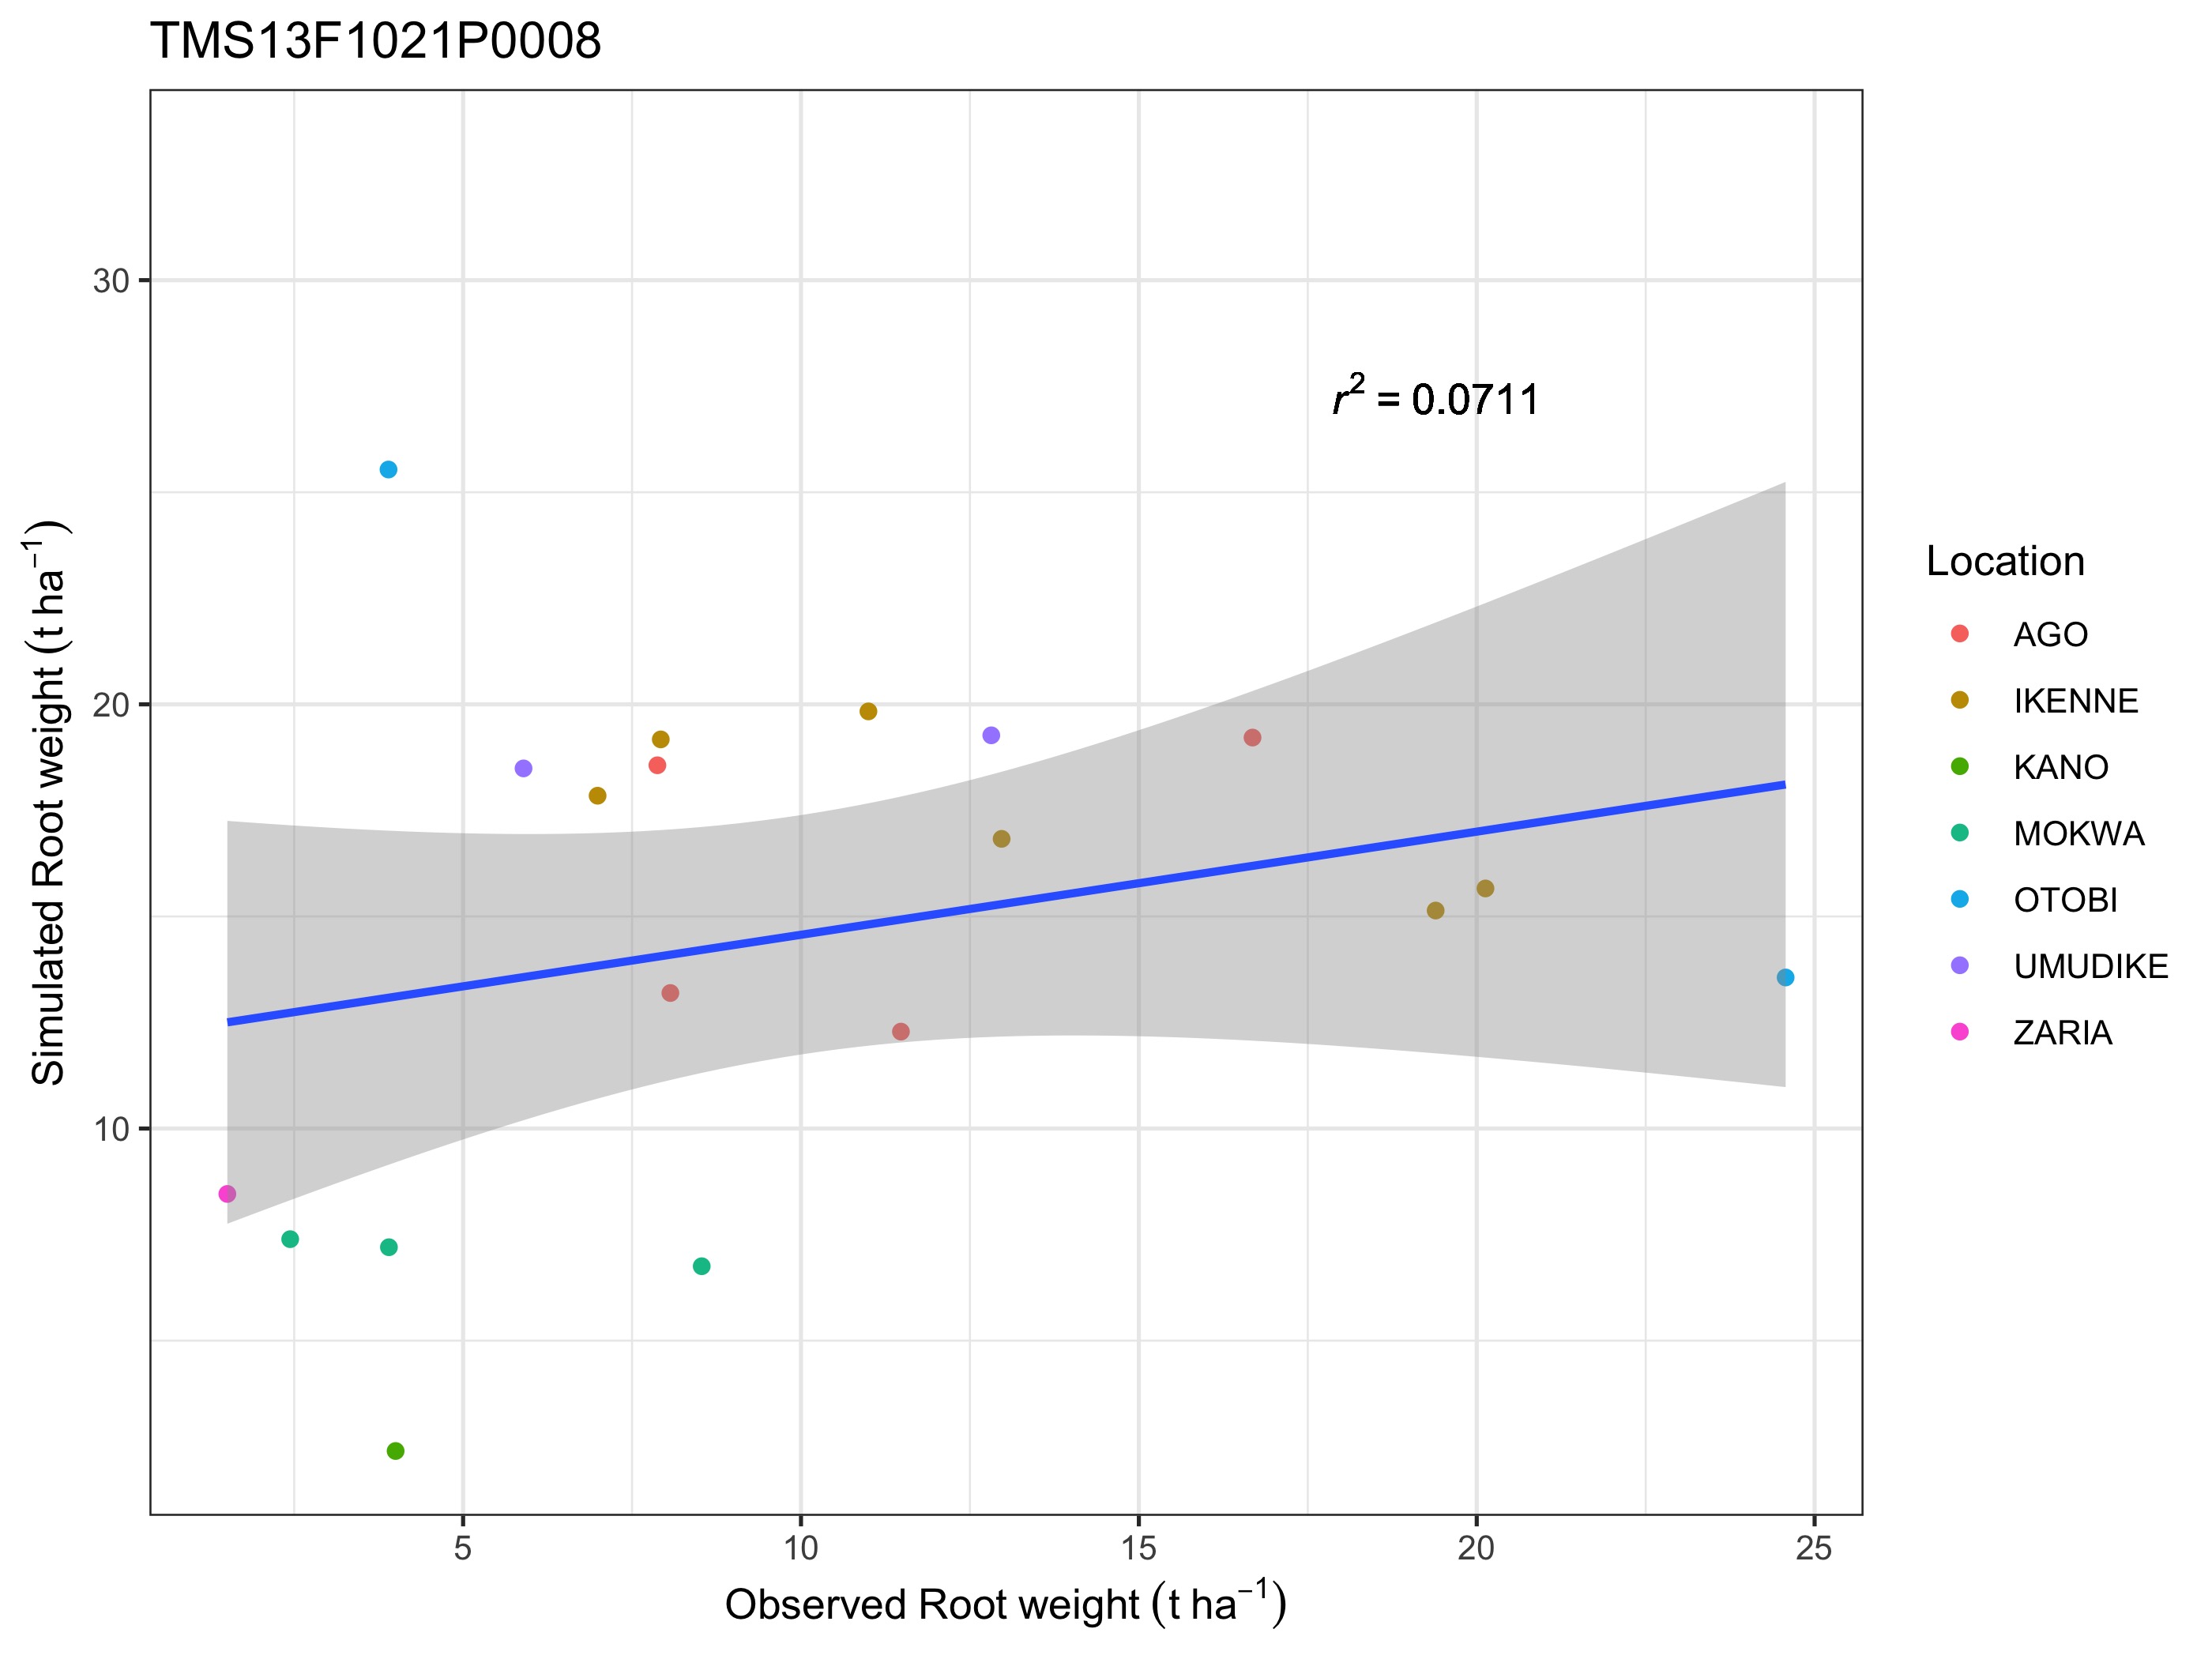 TMS13F1021P0008
30
20
10
Simulated Root weight (t ha⁻¹)
r² = 0.0711
5
10
15
20
25
Observed Root weight (t ha⁻¹)
Location
AGO
IKENNE
KANO
MOKWA
OTOBI
UMUDIKE
ZARIA